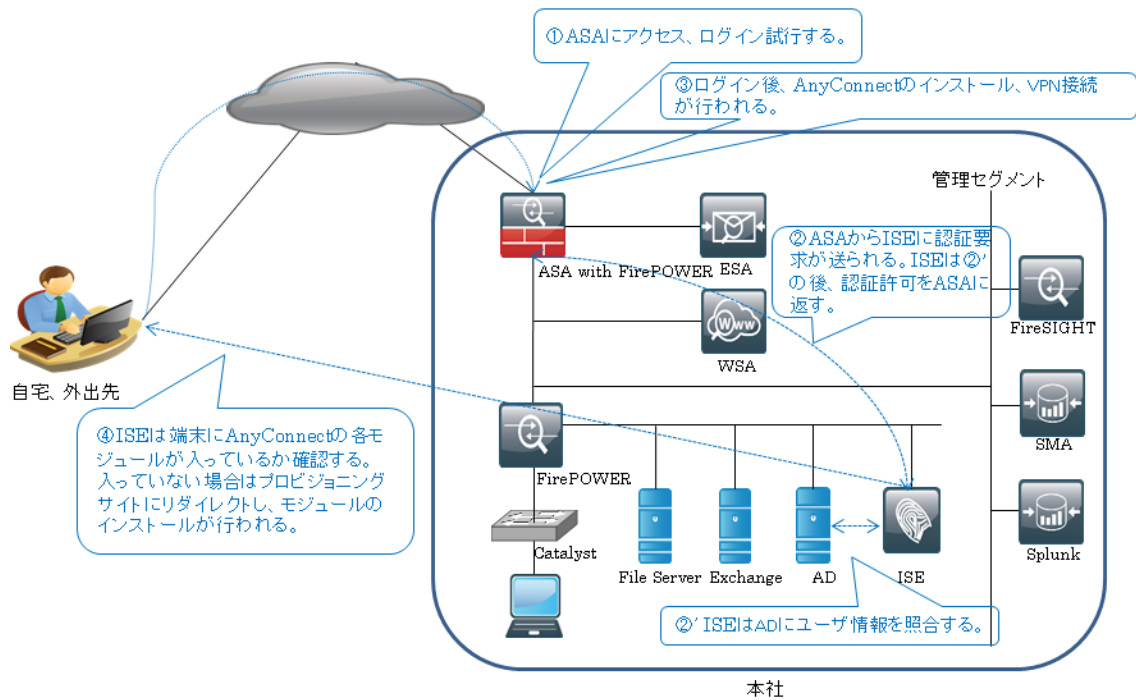 ①ASAにアクセス、ログイン試行する。
③ログイン後、AnyConnectのインストール、VPN接続
が行われる。
管理セグメント
②ASAからISEに認証要
求が送られる。ISEは②'
の後、認証許可をASAに
返す。
ASA with FirePOWER
ESA
FireSIGHT
WSA
自宅、外出先
SMA
④ISEは端末にAnyConnectの各モ
ジュールが入っているか確認する。
入っていない場合はプロビジョニング
サイトにリダイレクトし、モジュールの
インストールが行われる。
FirePOWER
Catalyst
Splunk
File Server
Exchange
AD
ISE
②' ISEはADにユーザ情報を照合する。
本社
Www